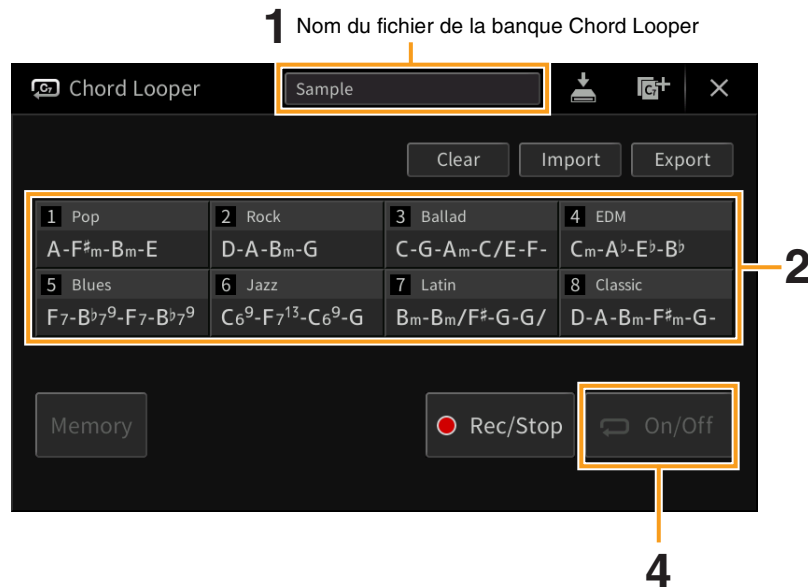 1 Nom du fichier de la banque Chord Looper
C7 Chord Looper Sample C7
Clear Import Export
1 Pop 2 Rock 3 Ballad 4 EDM
A-F♯m-Bm-E D-A-Bm-G C-G-Am-C/E-F- Cm-A♭-E♭-B♭
2
5 Blues 6 Jazz 7 Latin 8 Classic
F7-B♭7⁹-F7-B♭7⁹ C6⁹-F7¹³-C6⁹-G Bm-Bm/F♯-G-G/ D-A-Bm-F♯m-G-
Memory Rec/Stop On/Off
4